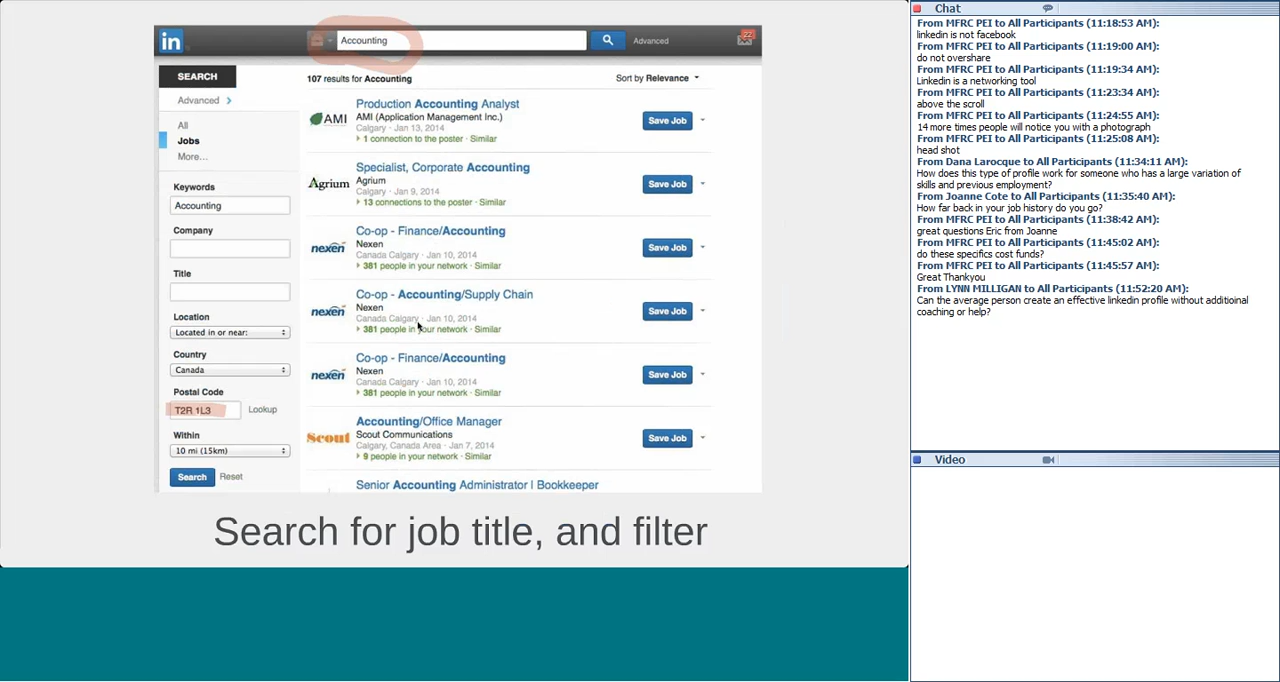 in
Accounting
Advanced
22
SEARCH
Advanced
All
Jobs
More...
Keywords
Accounting
Company
Title
Location
Located in or near:
Country
Canada
Postal Code
T2R 1L3
Lookup
Within
10 mi (15km)
Search
Reset
107 results for Accounting
Sort by Relevance
AMI
Production Accounting Analyst
AMI (Application Management Inc.)
Calgary · Jan 13, 2014
1 connection to the poster · Similar
Save Job
Agrium
Specialist, Corporate Accounting
Agrium
Calgary · Jan 9, 2014
13 connections to the poster · Similar
Save Job
nexen
Co-op - Finance/Accounting
Nexen
Canada Calgary · Jan 10, 2014
381 people in your network · Similar
Save Job
nexen
Co-op - Accounting/Supply Chain
Nexen
Canada Calgary · Jan 10, 2014
381 people in your network · Similar
Save Job
nexen
Co-op - Finance/Accounting
Nexen
Canada Calgary · Jan 10, 2014
381 people in your network · Similar
Save Job
Scout
Accounting/Office Manager
Scout Communications
Calgary, Canada Area · Jan 7, 2014
9 people in your network · Similar
Save Job
Senior Accounting Administrator | Bookkeeper
Search for job title, and filter
Chat
From MFRC PEI to All Participants (11:18:53 AM):
linkedin is not facebook
From MFRC PEI to All Participants (11:19:00 AM):
do not overshare
From MFRC PEI to All Participants (11:19:34 AM):
Linkedin is a networking tool
From MFRC PEI to All Participants (11:23:34 AM):
above the scroll
From MFRC PEI to All Participants (11:24:55 AM):
14 more times people will notice you with a photograph
From MFRC PEI to All Participants (11:25:08 AM):
head shot
From Dana Larocque to All Participants (11:34:11 AM):
How does this type of profile work for someone who has a large variation of
skills and previous employment?
From Joanne Cote to All Participants (11:35:40 AM):
How far back in your job history do you go?
From MFRC PEI to All Participants (11:38:42 AM):
great questions Eric from Joanne
From MFRC PEI to All Participants (11:45:02 AM):
do these specifics cost funds?
From MFRC PEI to All Participants (11:45:57 AM):
Great Thankyou
From LYNN MILLIGAN to All Participants (11:52:20 AM):
Can the average person create an effective linkedin profile without additioinal
coaching or help?
Video